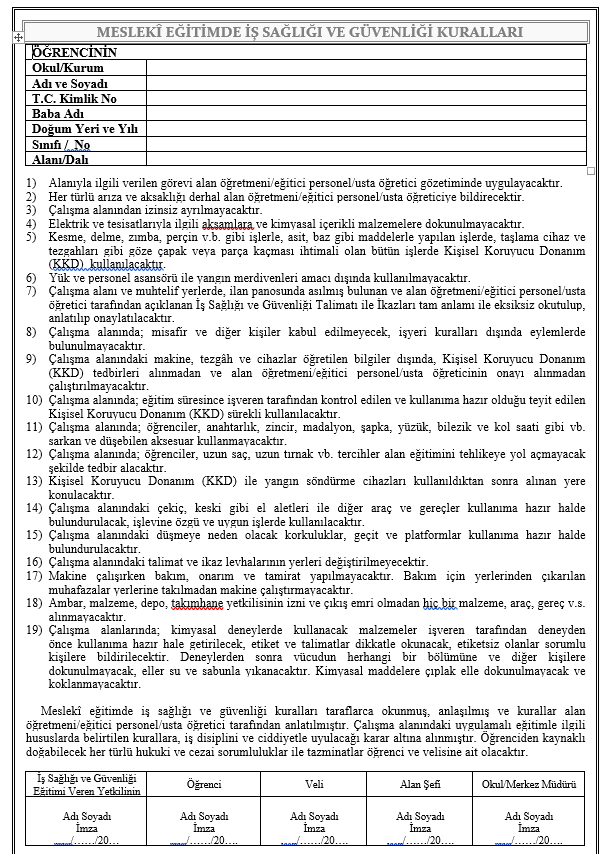 MESLEKÎ EĞİTİMDE İŞ SAĞLIĞI VE GÜVENLİĞİ KURALLARI
ÖĞRENCİNİN
Okul/Kurum
Adı ve Soyadı
T.C. Kimlik No
Baba Adı
Doğum Yeri ve Yılı
Sınıfı / No
Alanı/Dalı
1) Alanıyla ilgili verilen görevi alan öğretmeni/eğitici personel/usta öğretici gözetiminde uygulayacaktır.
2) Her türlü arıza ve aksaklığı derhal alan öğretmeni/eğitici personel/usta öğreticiye bildirecektir.
3) Çalışma alanından izinsiz ayrılmayacaktır.
4) Elektrik ve tesisatlarıyla ilgili akşamlara ve kimyasal içerikli malzemelere dokunulmayacaktır.
5) Kesme, delme, zımba, perçin v.b. gibi işlerle, asit, baz gibi maddelerle yapılan işlerde, taşlama cihaz ve
tezgahları gibi göze çapak veya parça kaçması ihtimali olan bütün işlerde Kişisel Koruyucu Donanım
(KKD) kullanılacaktır.
6) Yük ve personel asansörü ile yangın merdivenleri amacı dışında kullanılmayacaktır.
7) Çalışma alanı ve muhtelif yerlerde, ilan panosunda asılmış bulunan ve alan öğretmeni/eğitici personel/usta
öğretici tarafından açıklanan İş Sağlığı ve Güvenliği Talimatı ile İkazları tam anlamı ile eksiksiz okutulup,
anlatılıp onaylatılacaktır.
8) Çalışma alanında; misafir ve diğer kişiler kabul edilmeyecek, işyeri kuralları dışında eylemlerde
bulunulmayacaktır.
9) Çalışma alanındaki makine, tezgâh ve cihazlar öğretilen bilgiler dışında, Kişisel Koruyucu Donanım
(KKD) tedbirleri alınmadan ve alan öğretmeni/eğitici personel/usta öğreticinin onayı alınmadan
çalıştırılmayacaktır.
10) Çalışma alanında; eğitim süresince işveren tarafından kontrol edilen ve kullanıma hazır olduğu teyit edilen
Kişisel Koruyucu Donanım (KKD) sürekli kullanılacaktır.
11) Çalışma alanında; öğrenciler, anahtarlık, zincir, madalyon, şapka, yüzük, bilezik ve kol saati gibi vb.
sarkan ve düşebilen aksesuar kullanmayacaktır.
12) Çalışma alanında; öğrenciler, uzun saç, uzun tırnak vb. tercihler alan eğitimini tehlikeye yol açmayacak
şekilde tedbir alacaktır.
13) Kişisel Koruyucu Donanım (KKD) ile yangın söndürme cihazları kullanıldıktan sonra alınan yere
konulacaktır.
14) Çalışma alanındaki çekiç, keski gibi el aletleri ile diğer araç ve gereçler kullanıma hazır halde
bulundurulacak, işlevine özgü ve uygun işlerde kullanılacaktır.
15) Çalışma alanındaki düşmeye neden olacak korkuluklar, geçit ve platformlar kullanıma hazır halde
bulundurulacaktır.
16) Çalışma alanındaki talimat ve ikaz levhalarının yerleri değiştirilmeyecektir.
17) Makine çalışırken bakım, onarım ve tamirat yapılmayacaktır. Bakım için yerlerinden çıkarılan
muhafazalar yerlerine takılmadan makine çalıştırmayacaktır.
18) Ambar, malzeme, depo, takımhane yetkilisinin izni ve çıkış emri olmadan hiç bir malzeme, araç, gereç v.s.
alınmayacaktır.
19) Çalışma alanlarında; kimyasal deneylerde kullanacak malzemeler işveren tarafından deneyden
önce kullanıma hazır hale getirilecek, etiket ve talimatlar dikkatle okunacak, etiketsiz olanlar sorumlu
kişilere bildirilecektir. Deneylerden sonra vücudun herhangi bir bölümüne ve diğer kişilere
dokunulmayacak, eller su ve sabunla yıkanacaktır. Kimyasal maddelere çıplak elle dokunulmayacak ve
koklanmayacaktır.
Meslekî eğitimde iş sağlığı ve güvenliği kuralları taraflarca okunmuş, anlaşılmış ve kurallar alan
öğretmeni/eğitici personel/usta öğretici tarafından anlatılmıştır. Çalışma alanındaki uygulamalı eğitimle ilgili
hususlarda belirtilen kurallara, iş disiplini ve ciddiyetle uyulacağı karar altına alınmıştır. Öğrenciden kaynaklı
doğabilecek her türlü hukuki ve cezai sorumluluklar ile tazminatlar öğrenci ve velisine ait olacaktır.
İş Sağlığı ve Güvenliği Eğitimi Veren Yetkilinin
Öğrenci
Veli
Alan Şefi
Okul/Merkez Müdürü
Adı Soyadı Adı Soyadı Adı Soyadı Adı Soyadı Adı Soyadı
İmza İmza İmza İmza İmza
...../....../20… ...../....../20…. ...../....../20…. ...../....../20…. ...../....../20….